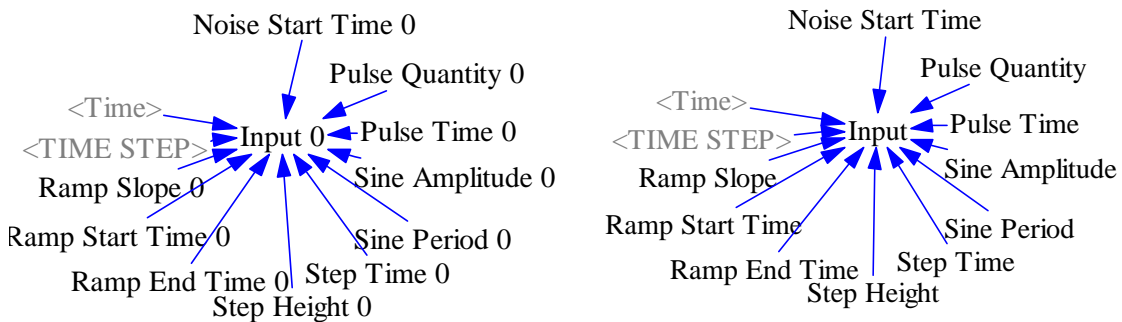 Noise Start Time 0
Pulse Quantity 0
<Time>
Input 0
Pulse Time 0
<TIME STEP>
Sine Amplitude 0
Ramp Slope 0
Ramp Start Time 0
Sine Period 0
Ramp End Time 0
Step Time 0
Step Height 0
Noise Start Time
Pulse Quantity
<Time>
Input
Pulse Time
<TIME STEP>
Sine Amplitude
Ramp Slope
Ramp Start Time
Sine Period
Ramp End Time
Step Time
Step Height